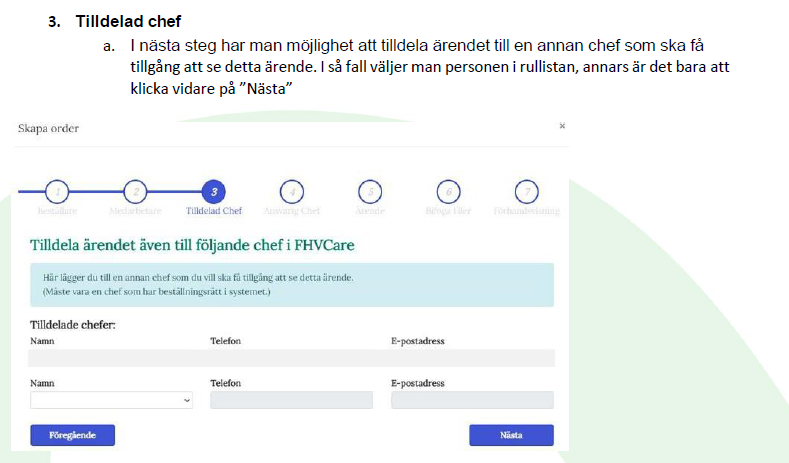 3. Tilldelad chef
a. I nästa steg har man möjlighet att tilldela ärendet till en annan chef som ska få
tillgång att se detta ärende. I så fall väljer man personen i rullistan, annars är det bara att
klicka vidare på ”Nästa”
Skapa order ×
1 2 3 4 5 6 7
Beställare Medarbetare Tilldelad Chef Ansvarig Chef Ärende Bifoga Filer Förhandsvisning
Tilldela ärendet även till följande chef i FHVCare
Här lägger du till en annan chef som du vill ska få tillgång att se detta ärende.
(Måste vara en chef som har beställningsrätt i systemet.)
Tilldelade chefer:
Namn Telefon E-postadress
Namn Telefon E-postadress
Föregående Nästa